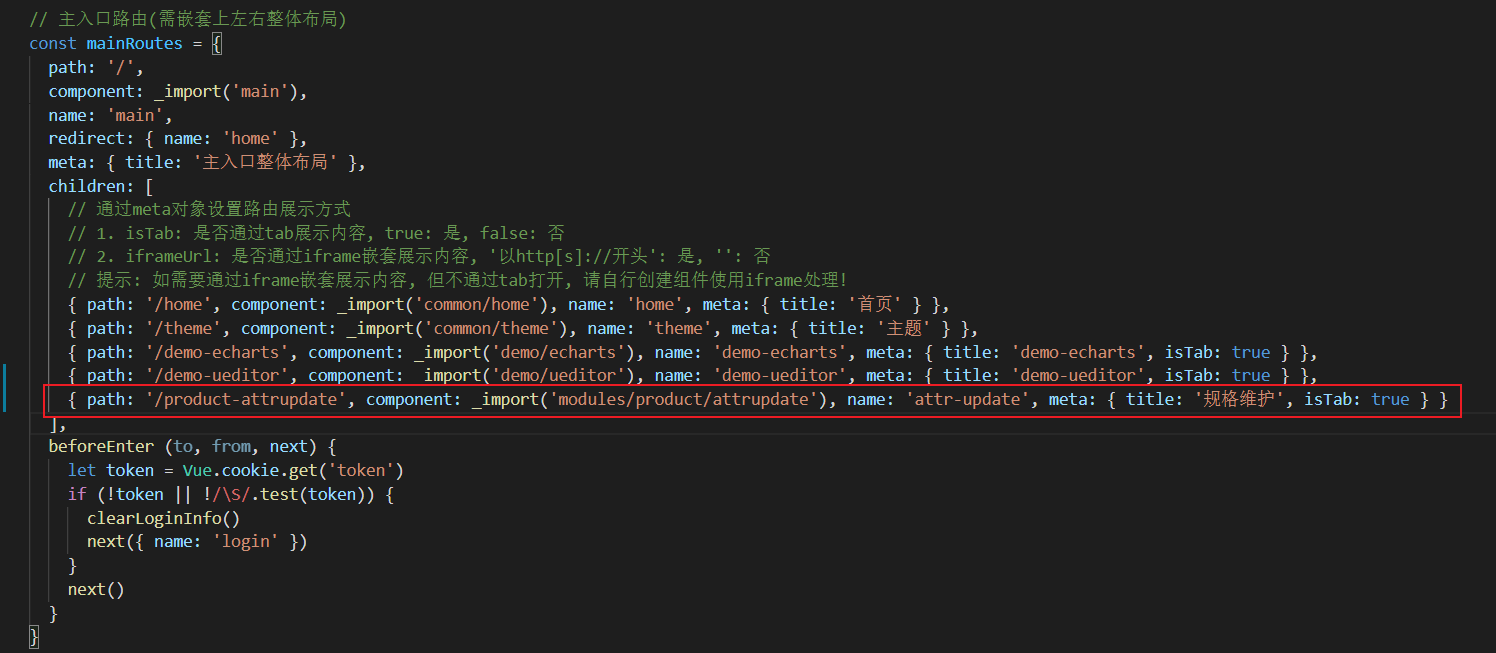 // 主入口路由(需嵌套上左右整体布局)
const mainRoutes = {
path: '/',
component: _import('main'),
name: 'main',
redirect: { name: 'home' },
meta: { title: '主入口整体布局' },
children: [
// 通过meta对象设置路由展示方式
// 1. isTab: 是否通过tab展示内容, true: 是, false: 否
// 2. iframeUrl: 是否通过iframe嵌套展示内容, '以http[s]://开头': 是, '': 否
// 提示: 如需要通过iframe嵌套展示内容, 但不通过tab打开, 请自行创建组件使用iframe处理!
{ path: '/home', component: _import('common/home'), name: 'home', meta: { title: '首页' } },
{ path: '/theme', component: _import('common/theme'), name: 'theme', meta: { title: '主题' } },
{ path: '/demo-echarts', component: _import('demo/echarts'), name: 'demo-echarts', meta: { title: 'demo-echarts', isTab: true } },
{ path: '/demo-ueditor', component: _import('demo/ueditor'), name: 'demo-ueditor', meta: { title: 'demo-ueditor', isTab: true } },
{ path: '/product-attrupdate', component: _import('modules/product/attrupdate'), name: 'attr-update', meta: { title: '规格维护', isTab: true } }
],
beforeEnter (to, from, next) {
let token = Vue.cookie.get('token')
if (!token || !/\S/.test(token)) {
clearLoginInfo()
next({ name: 'login' })
}
next()
}
}